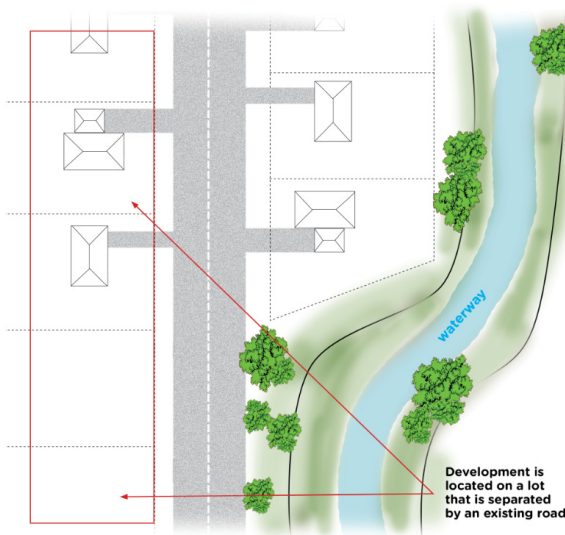 waterway
Development is
located on a lot
that is separated
by an existing road